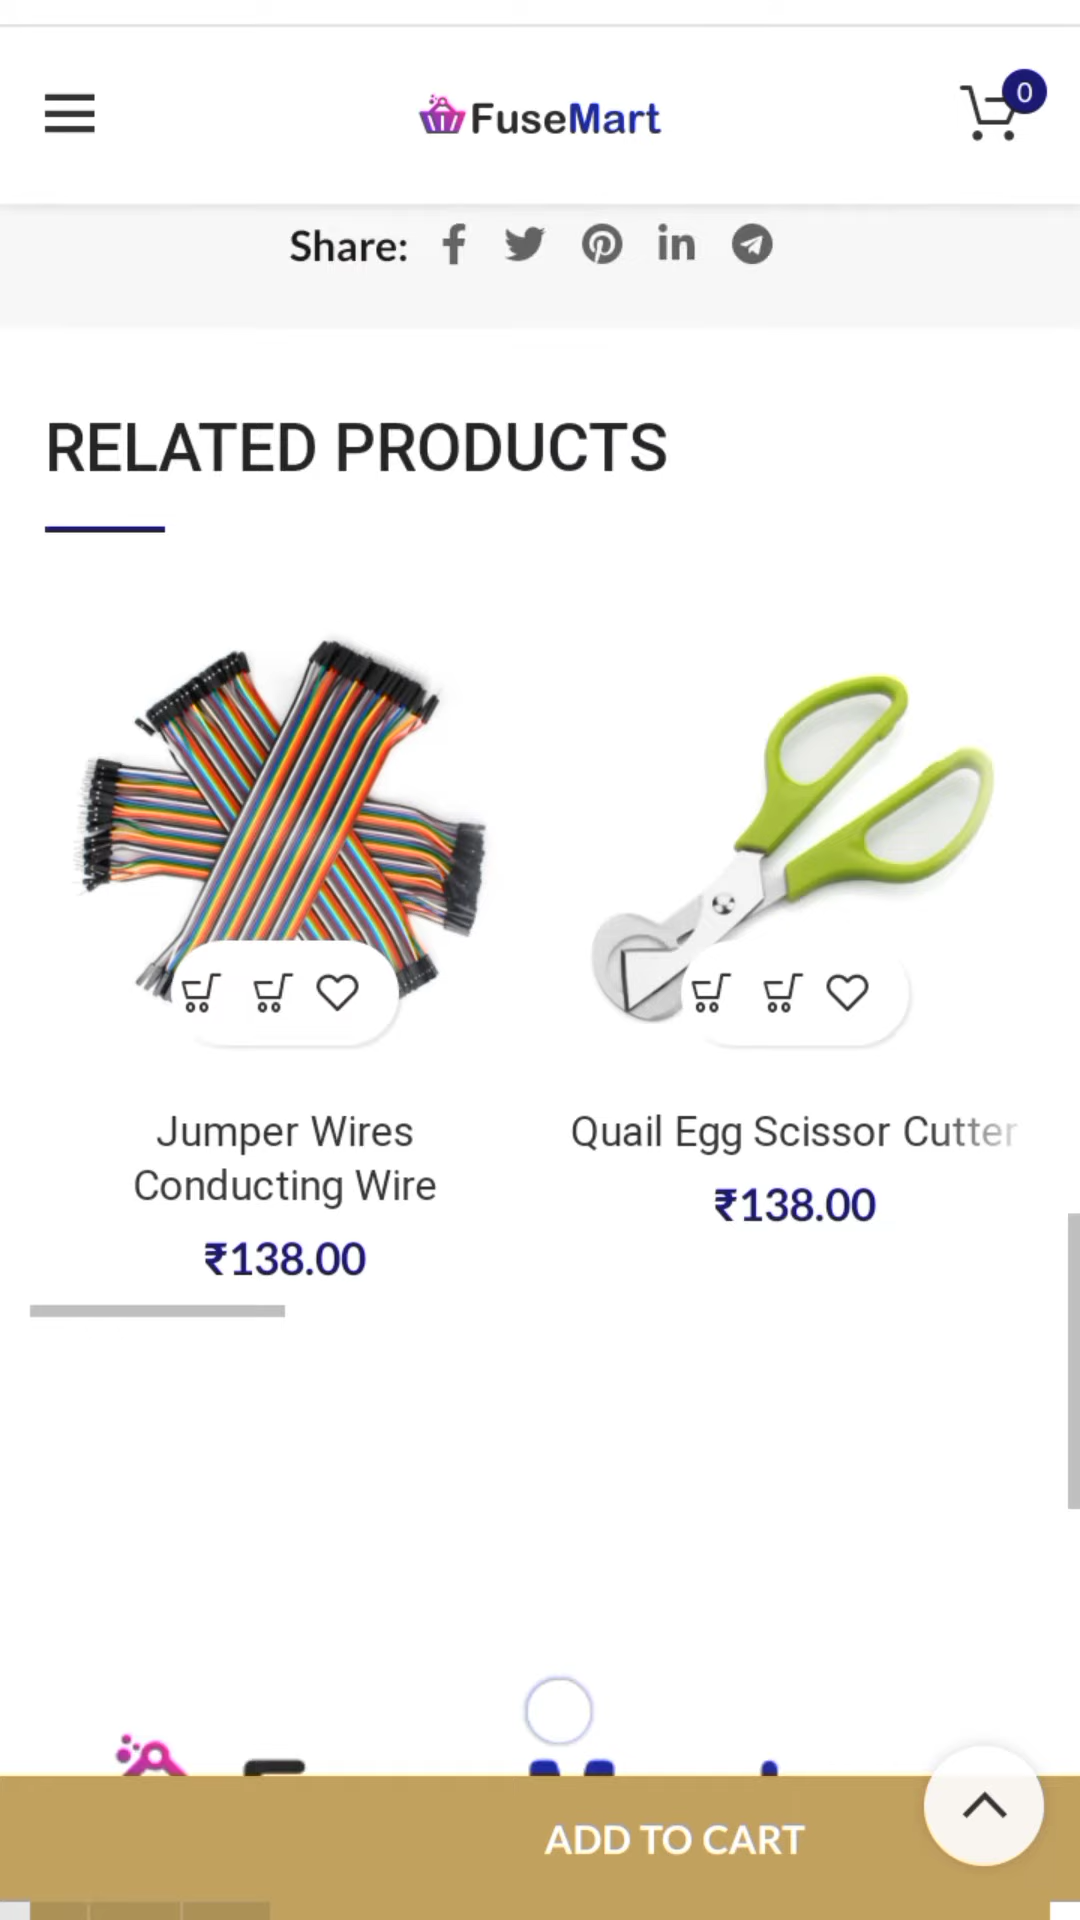 FuseMart
0
Share:
RELATED PRODUCTS
Jumper Wires
Conducting Wire
₹138.00
Quail Egg Scissor Cutter
₹138.00
ADD TO CART